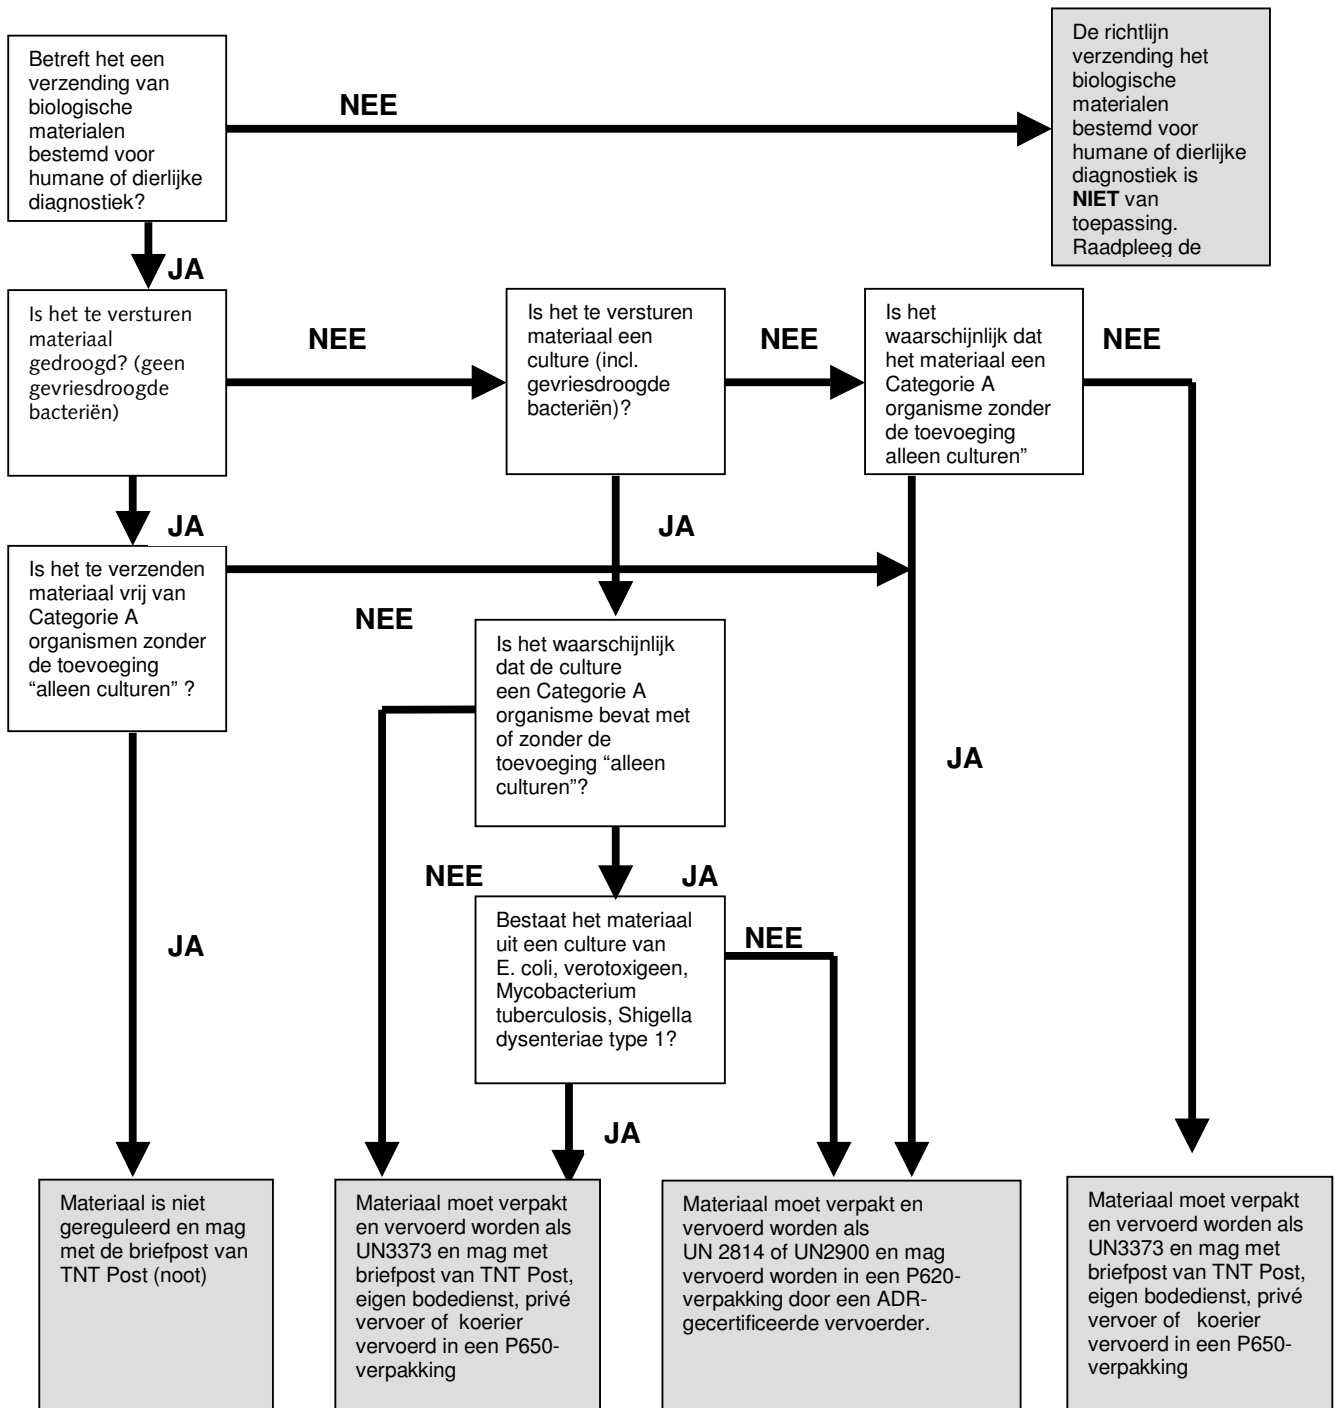 Betreft het een
verzending van
biologische
materialen
bestemd voor
humane of dierlijke
diagnostiek?
NEE
De richtlijn
verzending het
biologische
materialen
bestemd voor
humane of dierlijke
diagnostiek is
NIET van
toepassing.
Raadpleeg de
JA
Is het te versturen
materiaal
gedroogd? (geen
gevriesdroogde
bacteriën)
NEE
Is het te versturen
materiaal een
culture (incl.
gevriesdroogde
bacteriën)?
NEE
Is het
waarschijnlijk dat
het materiaal een
Categorie A
organisme zonder
de toevoeging
alleen culturen”
NEE
JA
JA
Is het te verzenden
materiaal vrij van
Categorie A
organismen zonder
de toevoeging
“alleen culturen” ?
NEE
Is het waarschijnlijk
dat de culture
een Categorie A
organisme bevat met
of zonder de
toevoeging “alleen
culturen”?
JA
NEE
JA
JA
Bestaat het materiaal
uit een culture van
E. coli, verotoxigeen,
Mycobacterium
tuberculosis, Shigella
dysenteriae type 1?
NEE
JA
Materiaal is niet
gereguleerd en mag
met de briefpost van
TNT Post (noot)
Materiaal moet verpakt
en vervoerd worden als
UN3373 en mag met
briefpost van TNT Post,
eigen bodedienst, privé
vervoer of koerier
vervoerd in een P650-
verpakking
Materiaal moet verpakt en
vervoerd worden als
UN 2814 of UN2900 en mag
vervoerd worden in een P620-
verpakking door een ADR-
gecertificeerde vervoerder.
Materiaal moet verpakt
en vervoerd worden als
UN3373 en mag met
briefpost van TNT Post,
eigen bodedienst, privé
vervoer of koerier
vervoerd in een P650-
verpakking